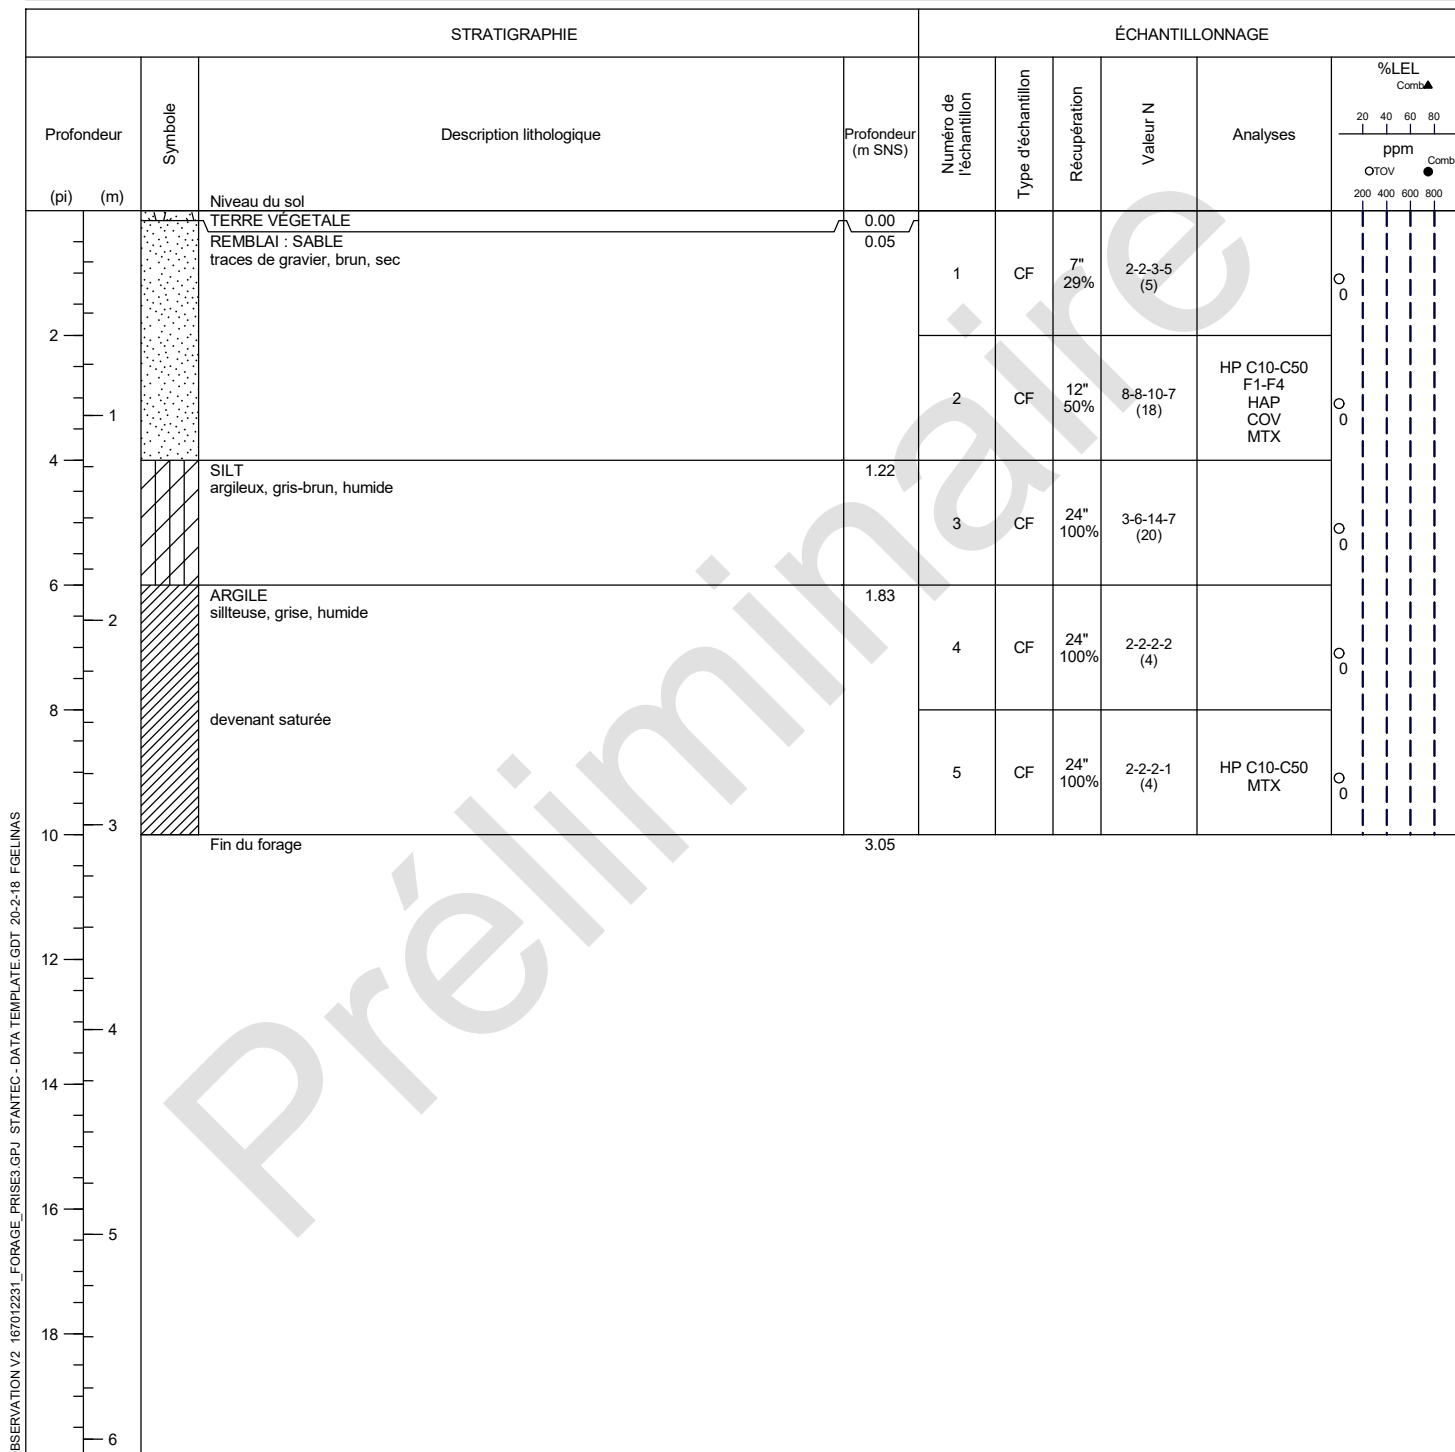 STRATIGRAPHIE
ÉCHANTILLONNAGE
Profondeur
(pi) (m)
Symbole
Description lithologique
Niveau du sol
Profondeur
(m SNS)
Numéro de
l'échantillon
Type d'échantillon
Récupération
Valeur N
Analyses
%LEL
Comb
20 40 60 80
ppm
TOV
Comb
200 400 600 800
TERRE VÉGETALE 0.00
REMBLAI : SABLE 0.05
traces de gravier, brun, sec
1 CF 7" 2-2-3-5
29% (5)
0
2
HP C10-C50
F1-F4
2 CF 12" 8-8-10-7 HAP
50% (18) COV
MTX
0
1
4
SILT 1.22
argileux, gris-brun, humide
3 CF 24" 3-6-14-7
100% (20)
0
6
ARGILE 1.83
sillteuse, grise, humide
2
4 CF 24" 2-2-2-2
100% (4)
0
8
devenant saturée
5 CF 24" 2-2-2-1 HP C10-C50
100% (4) MTX
0
3
10
Fin du forage 3.05
12
4
14
16
5
18
6
Préliminaire
BSERVATION V2 167012231_FORAGE_PRISE3.GPJ STANTEC - DATA TEMPLATE.GDT 20-2-18 FGELINAS